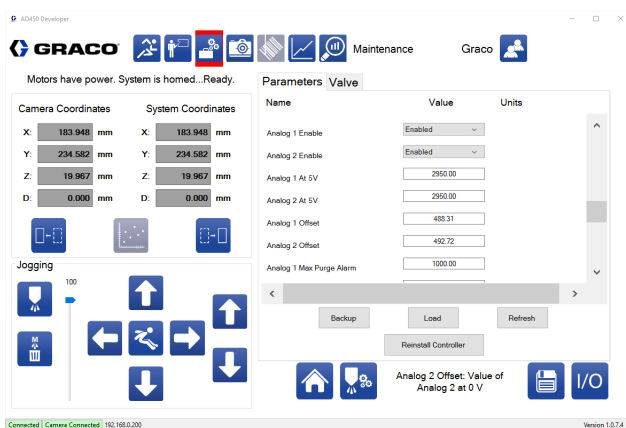 AD450 Developer
GRACO
Maintenance
Graco
Motors have power. System is homed...Ready.
Camera Coordinates
System Coordinates
X: 183.948 mm
X: 183.948 mm
Y: 234.582 mm
Y: 234.582 mm
Z: 19.967 mm
Z: 19.967 mm
D: 0.000 mm
D: 0.000 mm
Jogging
100
M
Parameters
Valve
Name Value Units
Analog 1 Enable Enabled
Analog 2 Enable Enabled
Analog 1 At 5V 2950.00
Analog 2 At 5V 2950.00
Analog 1 Offset 488.31
Analog 2 Offset 492.72
Analog 1 Max Purge Alarm 1000.00
Backup
Load
Refresh
Reinstall Controller
Analog 2 Offset: Value of
Analog 2 at 0 V
I/O
Connected Camera Connected 192.168.0.200
Version 1.0.7.4